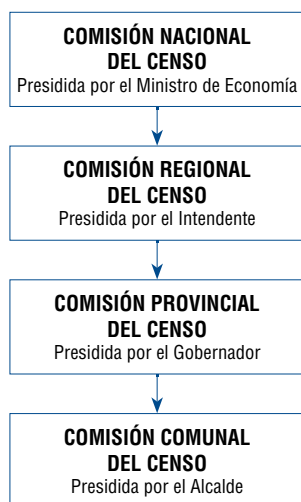 COMISIÓN NACIONAL
DEL CENSO
Presidida por el Ministro de Economía
COMISIÓN REGIONAL
DEL CENSO
Presidida por el Intendente
COMISIÓN PROVINCIAL
DEL CENSO
Presidida por el Gobernador
COMISIÓN COMUNAL
DEL CENSO
Presidida por el Alcalde